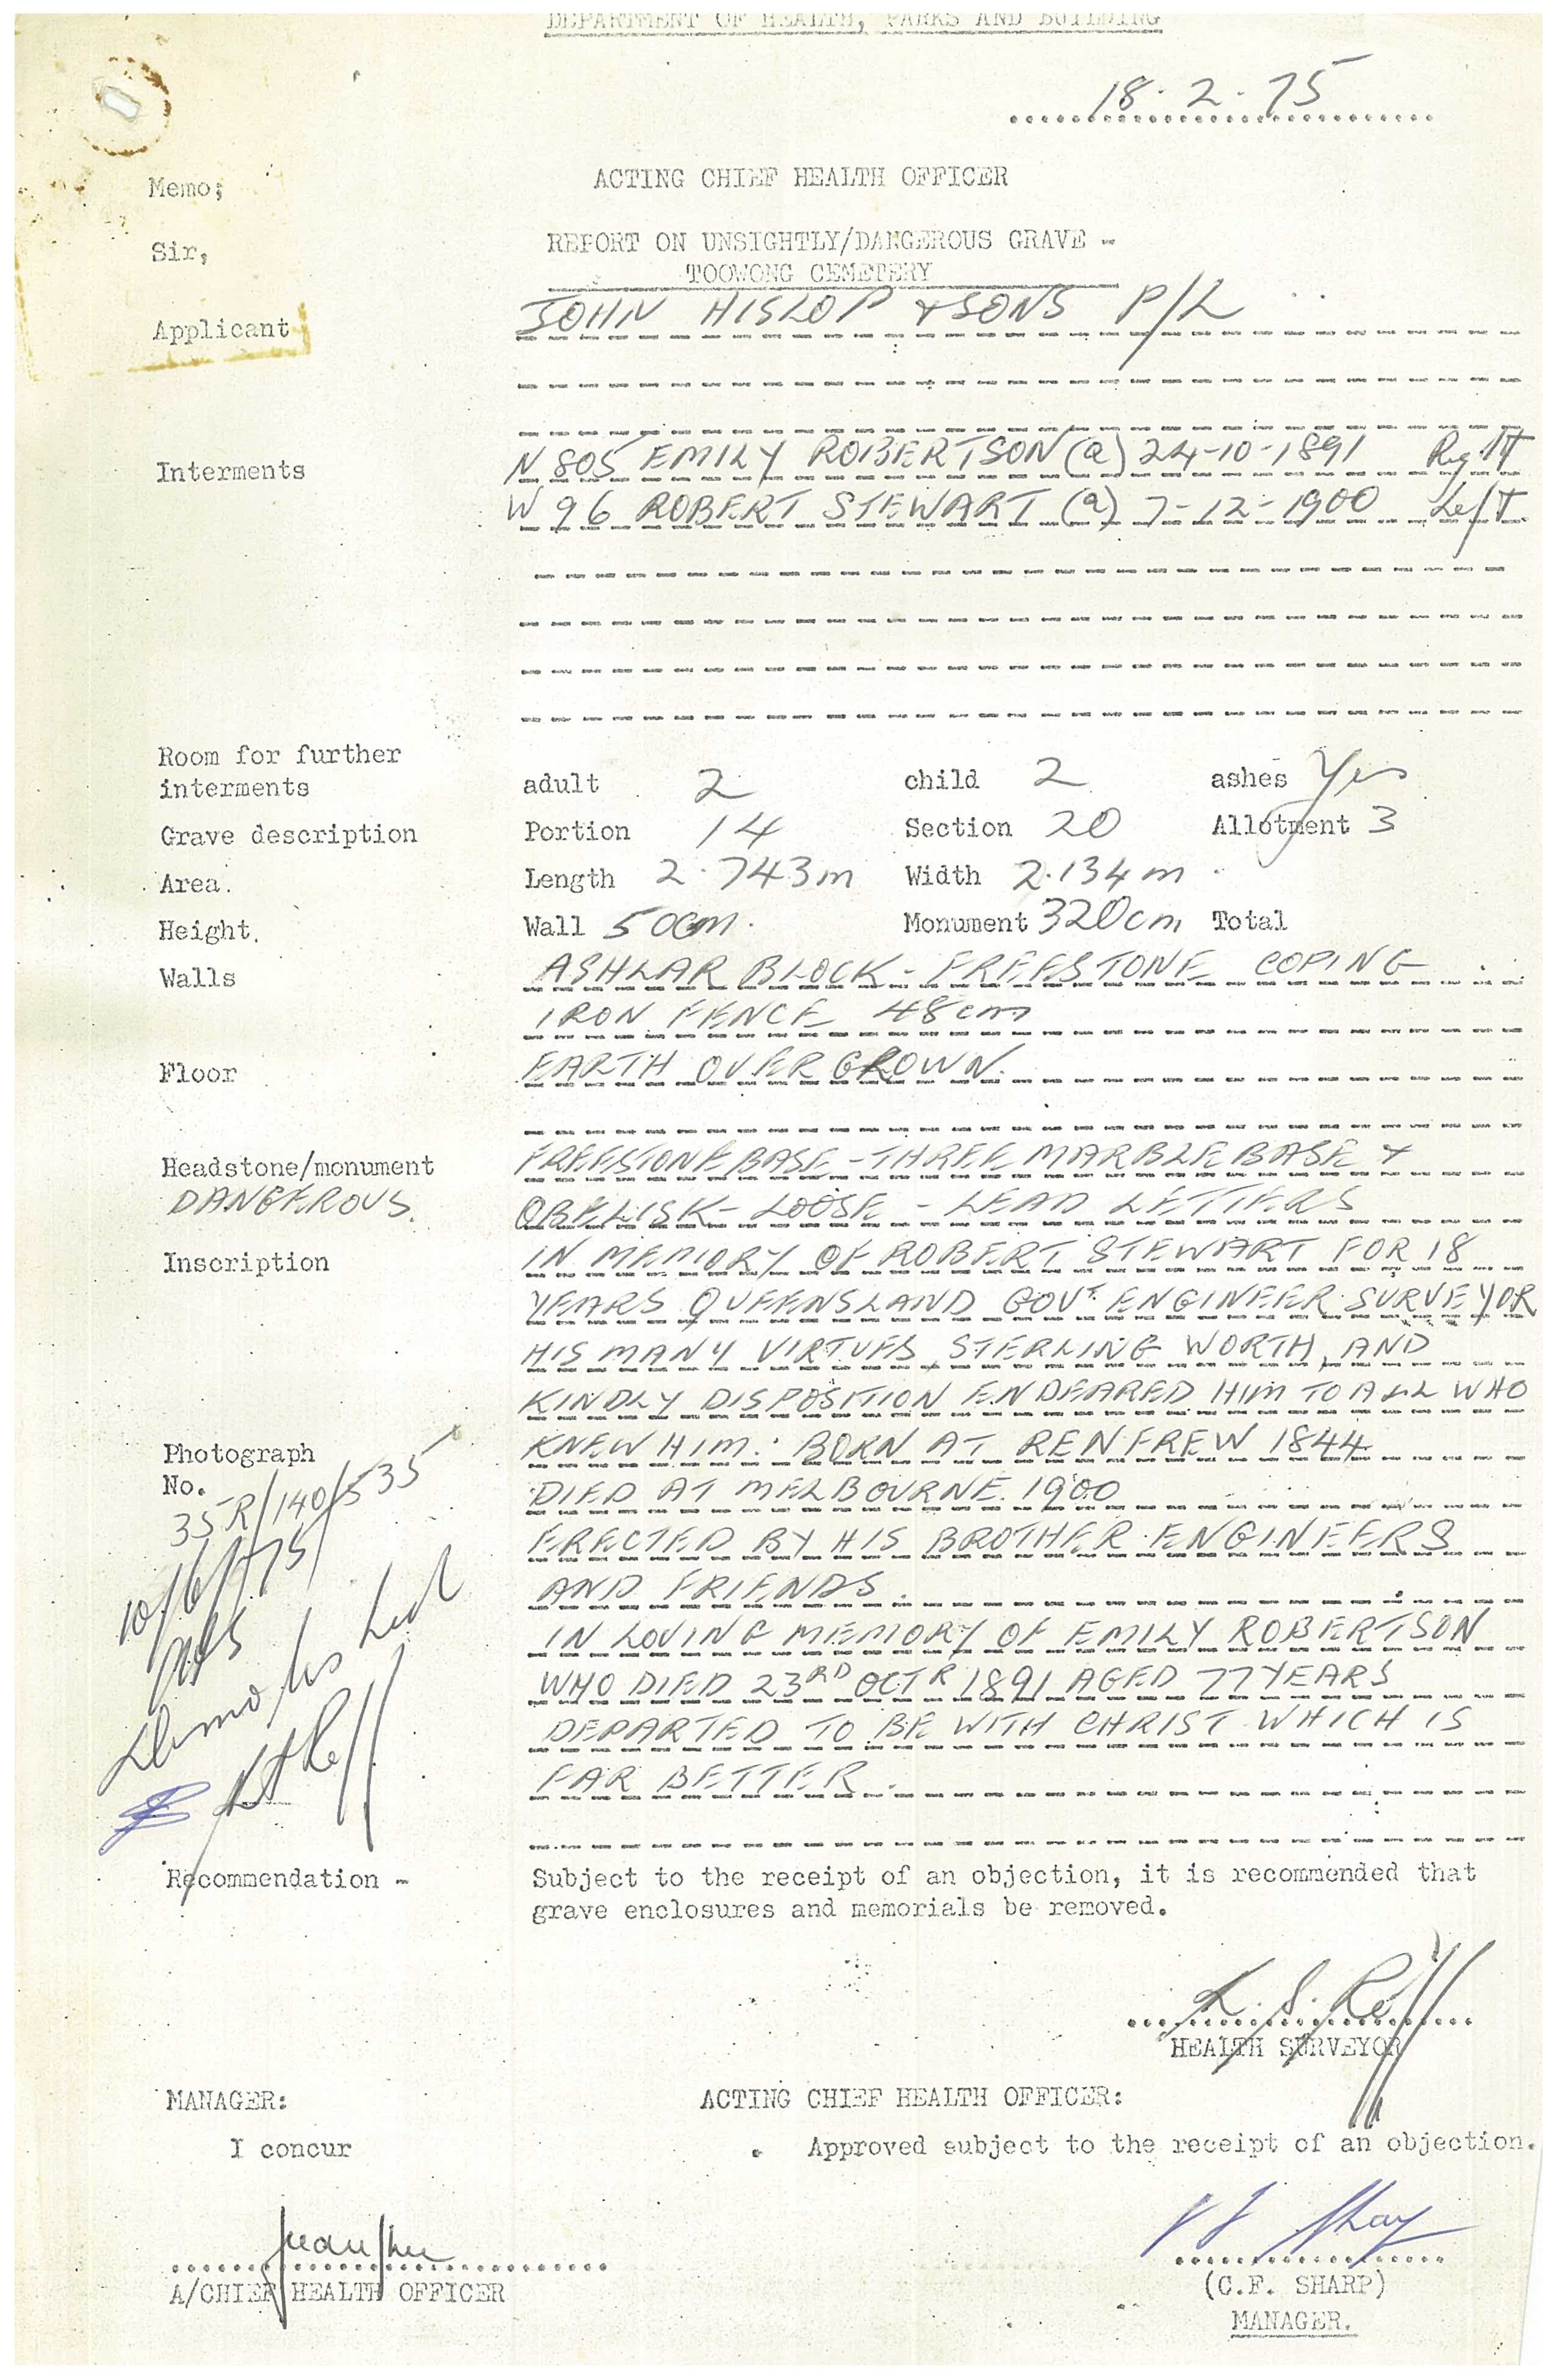 DEPARTMENT OF HEALTH, PARKS AND BUILDING
18.2.75
Memo;
ACTING CHIEF HEALTH OFFICER
Sir,
REPORT ON UNSIGHTLY/DANGEROUS GRAVE -
TOOWONG CEMETERY
Applicant JOHN HISLOP & SONS P/L
Interments N 805 EMILY ROBERTSON (a) 24-10-1891 Right
W 96 ROBERT STEWART (a) 7-12-1900 Left
Room for further
interments adult 2 child 2 ashes Yes
Grave description Portion 14 Section 20 Allotment 3
Area. Length 2.743m Width 2.134m
Height. Wall 50cm. Monument 320cm Total
Walls ASHLAR BLOCK - FREESTONE COPING
IRON FENCE 48cm
Floor EARTH OVERGROWN.
Headstone/monument FREESTONE BASE - THREE MARBLE BASE &
DANGEROUS. OBELISK - LOOSE - LEAD LETTERS
Inscription IN MEMORY OF ROBERT STEWART FOR 18
YEARS QUEENSLAND GOVT ENGINEER SURVEYOR
HIS MANY VIRTUES, STERLING WORTH, AND
KINDLY DISPOSITION ENDEARED HIM TO ALL WHO
KNEW HIM. BORN AT RENFREW 1844
DIED AT MELBOURNE 1900
ERECTED BY HIS BROTHER ENGINEERS
AND FRIENDS.
IN LOVING MEMORY OF EMILY ROBERTSON
WHO DIED 23RD OCTR 1891 AGED 77 YEARS
DEPARTED TO BE WITH CHRIST WHICH IS
FAR BETTER.
Photograph
No.
35R/140/535
10/6/75
Recommendation - Subject to the receipt of an objection, it is recommended that
grave enclosures and memorials be removed.
HEALTH SURVEYOR
MANAGER: ACTING CHIEF HEALTH OFFICER:
I concur Approved subject to the receipt of an objection.
A/CHIEF HEALTH OFFICER
(C.F. SHARP)
MANAGER.